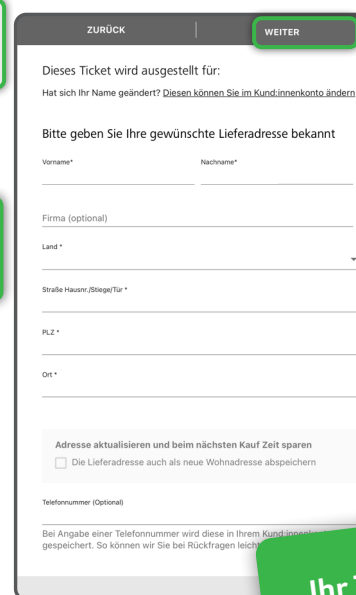 ZURÜCK
WEITER
Dieses Ticket wird ausgestellt für:
Hat sich Ihr Name geändert? Diesen können Sie im Kund:innenkonto ändern
Bitte geben Sie Ihre gewünschte Lieferadresse bekannt
Vorname*
Nachname*
Firma (optional)
Land *
Straße Hausnr./Stiege/Tür *
PLZ *
Ort *
Adresse aktualisieren und beim nächsten Kauf Zeit sparen
Die Lieferadresse auch als neue Wohnadresse abspeichern
Telefonnummer (Optional)
Bei Angabe einer Telefonnummer wird diese in Ihrem
gespeichert. So können wir Sie bei Rückfragen
Ihr